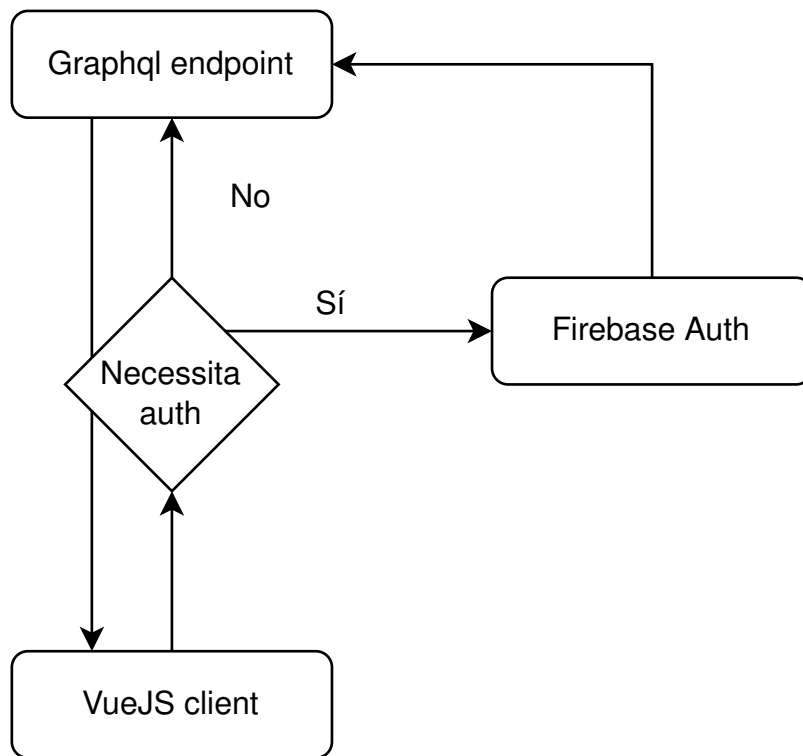 Graphql endpoint
No
Sí
Firebase Auth
Necessita
auth
VueJS client